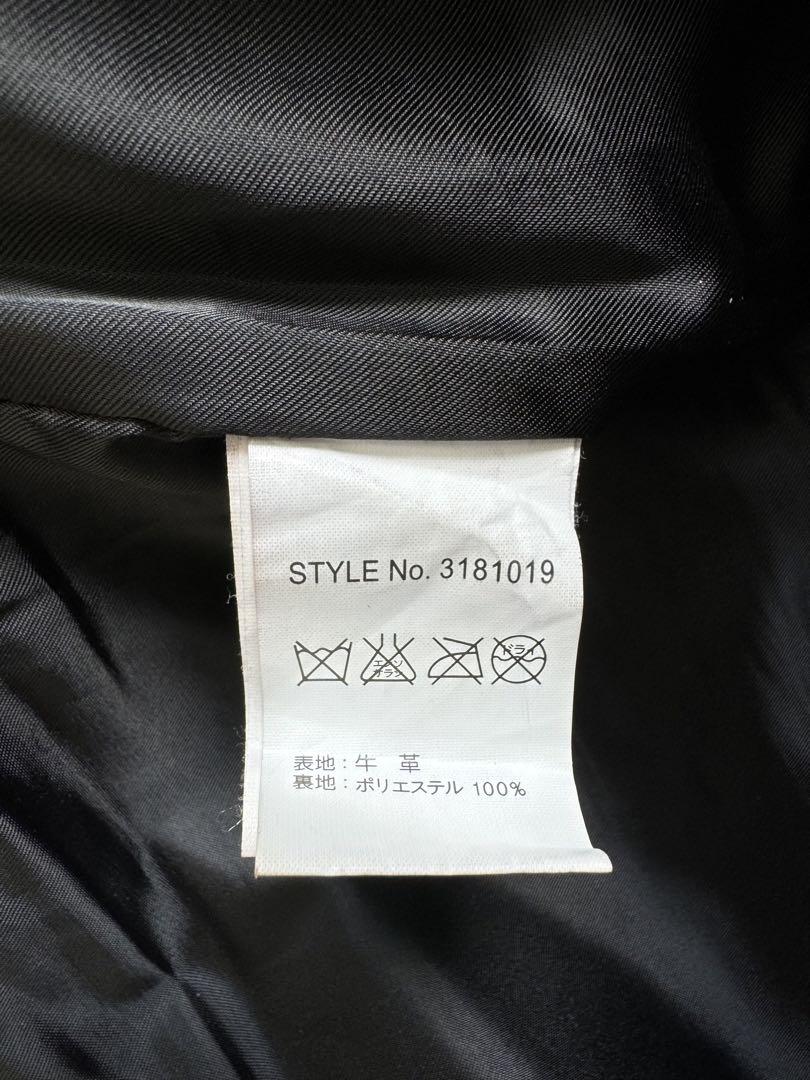 STYLE No. 3181019
エンソ
サラシ
ドライ
表地：牛 革
裏地：ポリエステル 100%